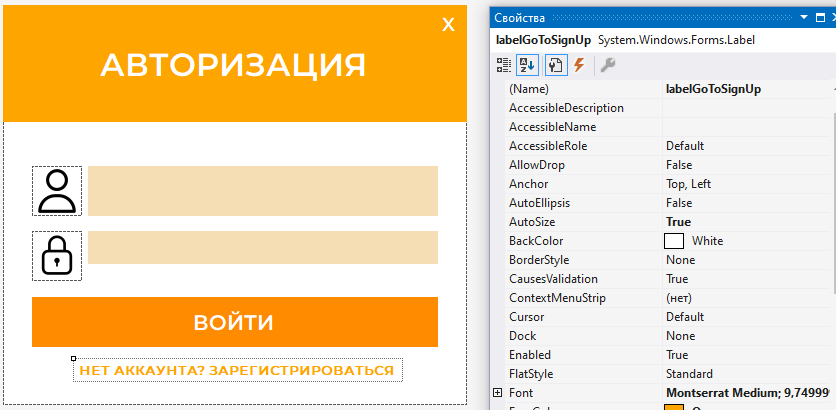 X
АВТОРИЗАЦИЯ
ВОЙТИ
НЕТ АККАУНТА? ЗАРЕГИСТРИРОВАТЬСЯ
Свойства
labelGoToSignUp System.Windows.Forms.Label
(Name) labelGoToSignUp
AccessibleDescription
AccessibleName
AccessibleRole Default
AllowDrop False
Anchor Top, Left
AutoEllipsis False
AutoSize True
BackColor White
BorderStyle None
CausesValidation True
ContextMenuStrip (нет)
Cursor Default
Dock None
Enabled True
FlatStyle Standard
Font Montserrat Medium; 9,749999